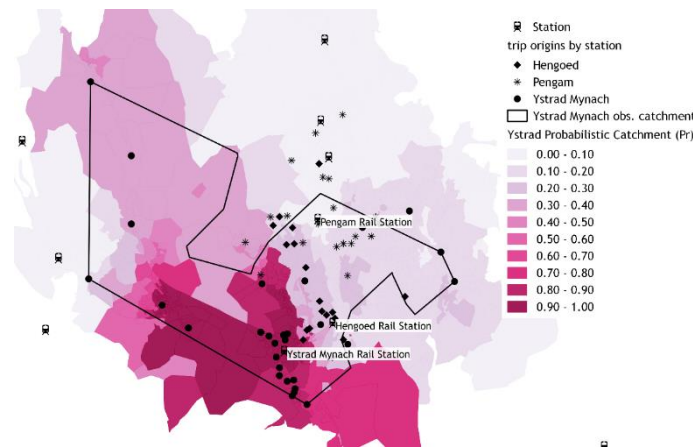 Station
trip origins by station
Hengoed
Pengam
Ystrad Mynach
Ystrad Mynach obs. catchment
Ystrad Probabilistic Catchment (Pr)
0.00 - 0.10
0.10 - 0.20
0.20 - 0.30
0.30 - 0.40
0.40 - 0.50
0.50 - 0.60
0.60 - 0.70
0.70 - 0.80
0.80 - 0.90
0.90 - 1.00
Pengam Rail Station
Hengoed Rail Station
Ystrad Mynach Rail Station